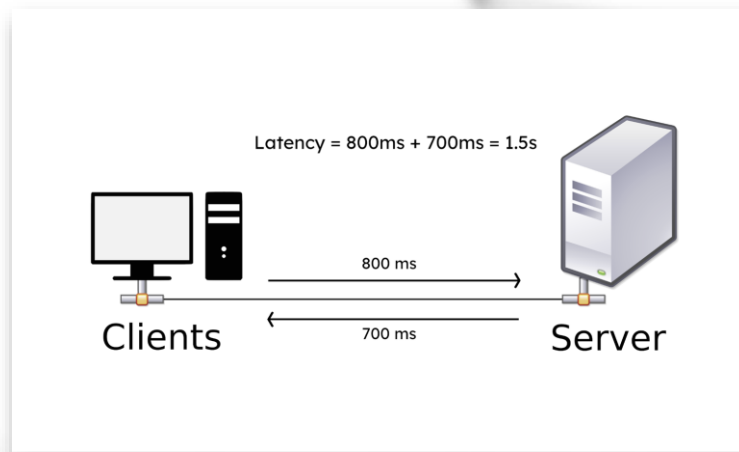 Latency = 800ms + 700ms = 1.5s
800 ms
700 ms
Clients
Server